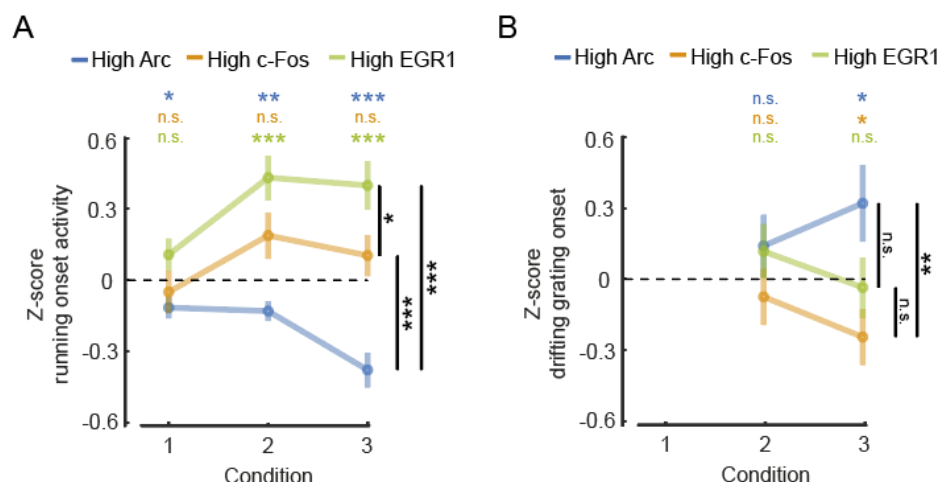 A
High Arc High c-Fos High EGR1
* ** ***
n.s. n.s. n.s.
n.s. *** ***
0.6
0.3
0
-0.3
-0.6
Z-score
running onset activity
*
***
***
1 2 3
Condition
B
High Arc High c-Fos High EGR1
n.s. *
n.s. *
n.s. n.s.
0.6
0.3
0
-0.3
-0.6
Z-score
drifting grating onset
n.s.
**
n.s.
1 2 3
Condition